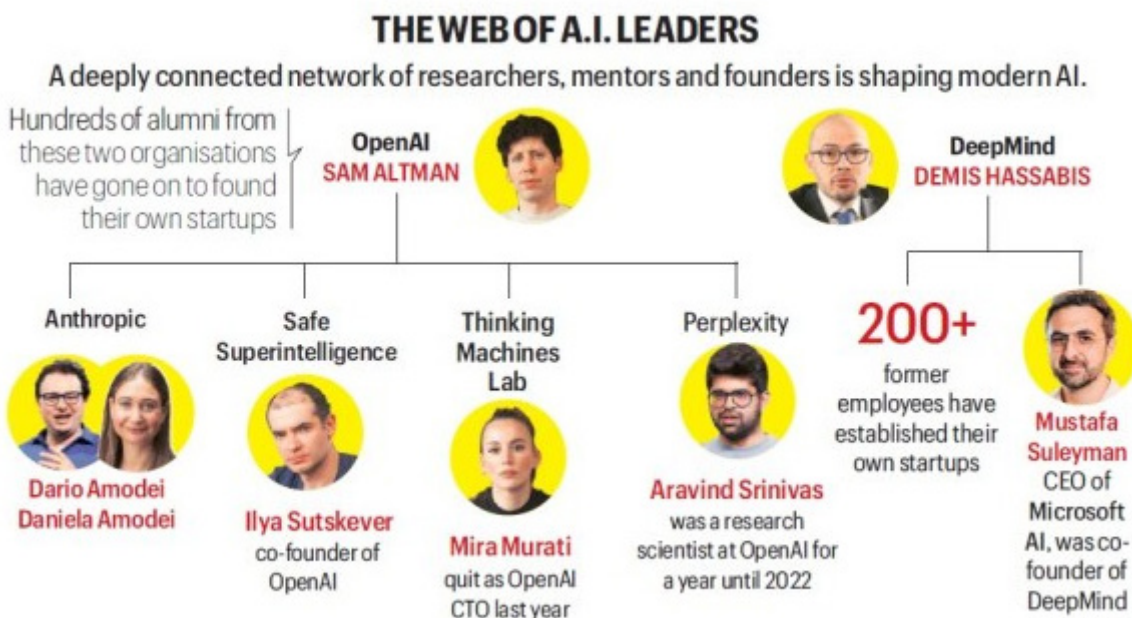 THE WEB OF A.I. LEADERS
A deeply connected network of researchers, mentors and founders is shaping modern AI.
Hundreds of alumni from
these two organisations
have gone on to found
their own startups
OpenAI
SAM ALTMAN
DeepMind
DEMIS HASSABIS
Anthropic
Dario Amodei
Daniela Amodei
Safe
Superintelligence
Ilya Sutskever
co-founder of
OpenAI
Thinking
Machines
Lab
Mira Murati
quit as OpenAI
CTO last year
Perplexity
Aravind Srinivas
was a research
scientist at OpenAI for
a year until 2022
200+
former
employees have
established their
own startups
Mustafa
Suleyman
CEO of
Microsoft
AI, was co-
founder of
DeepMind